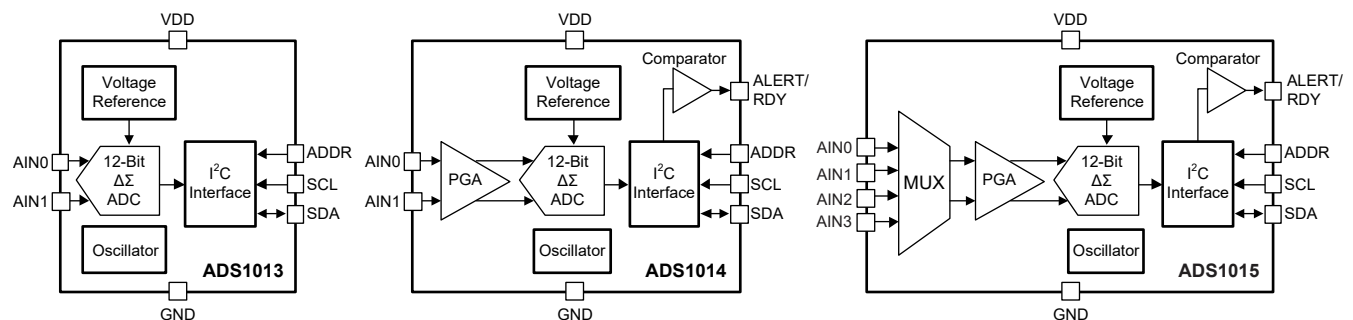 VDD
Voltage
Reference
AIN0
AIN1
12-Bit
ΔΣ
ADC
I²C
Interface
ADDR
SCL
SDA
Oscillator
ADS1013
GND
VDD
Comparator
Voltage
Reference
ALERT/
RDY
AIN0
AIN1
PGA
12-Bit
ΔΣ
ADC
I²C
Interface
ADDR
SCL
SDA
Oscillator
ADS1014
GND
VDD
Comparator
Voltage
Reference
ALERT/
RDY
AIN0
AIN1
AIN2
AIN3
MUX
PGA
12-Bit
ΔΣ
ADC
I²C
Interface
ADDR
SCL
SDA
Oscillator
ADS1015
GND